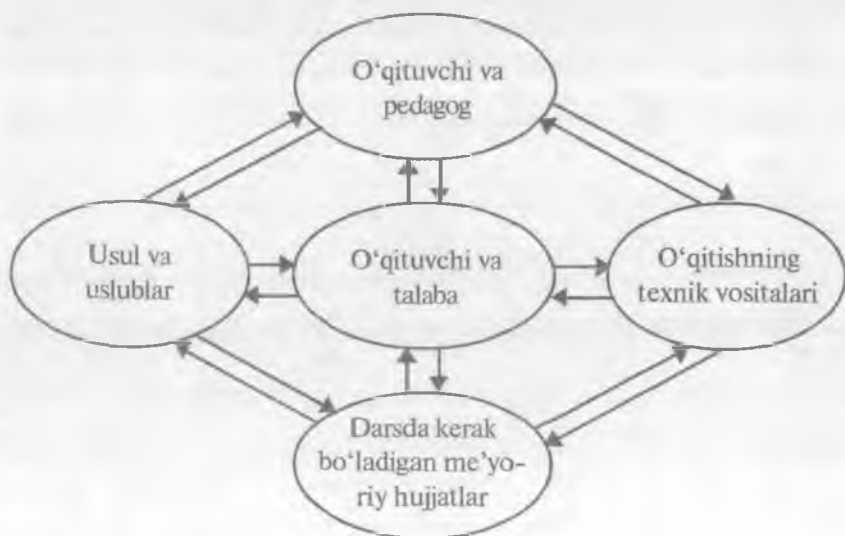 O‘qituvchi va
pedagog
Usul va
uslublar
O‘qituvchi va
talaba
O‘qitishning
texnik vositalari
Darsda kerak
bo‘ladigan me’yo-
riy hujjatlar